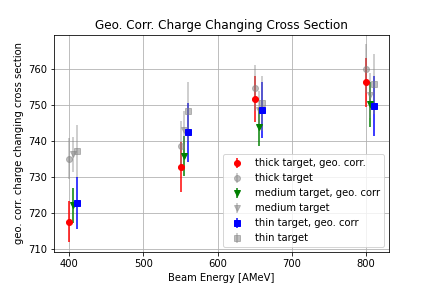 Geo. Corr. Charge Changing Cross Section
geo. corr. charge changing cross section
760
750
740
730
720
710
thick target, geo. corr.
thick target
medium target, geo. corr
medium target
thin target, geo. corr
thin target
400
500
600
700
800
Beam Energy [AMeV]